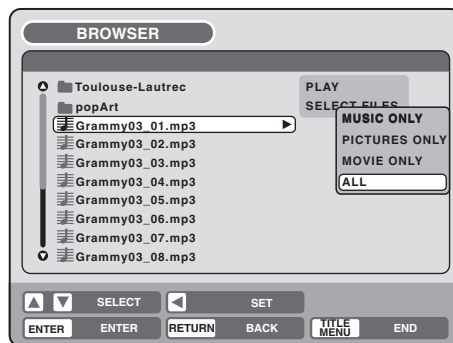 BROWSER
Toulouse-Lautrec
popArt
Grammy03_01.mp3
Grammy03_02.mp3
Grammy03_03.mp3
Grammy03_04.mp3
Grammy03_05.mp3
Grammy03_06.mp3
Grammy03_07.mp3
Grammy03_08.mp3
PLAY
SELECT FILES
MUSIC ONLY
PICTURES ONLY
MOVIE ONLY
ALL
SELECT SET
ENTER ENTER RETURN BACK TITLE MENU END